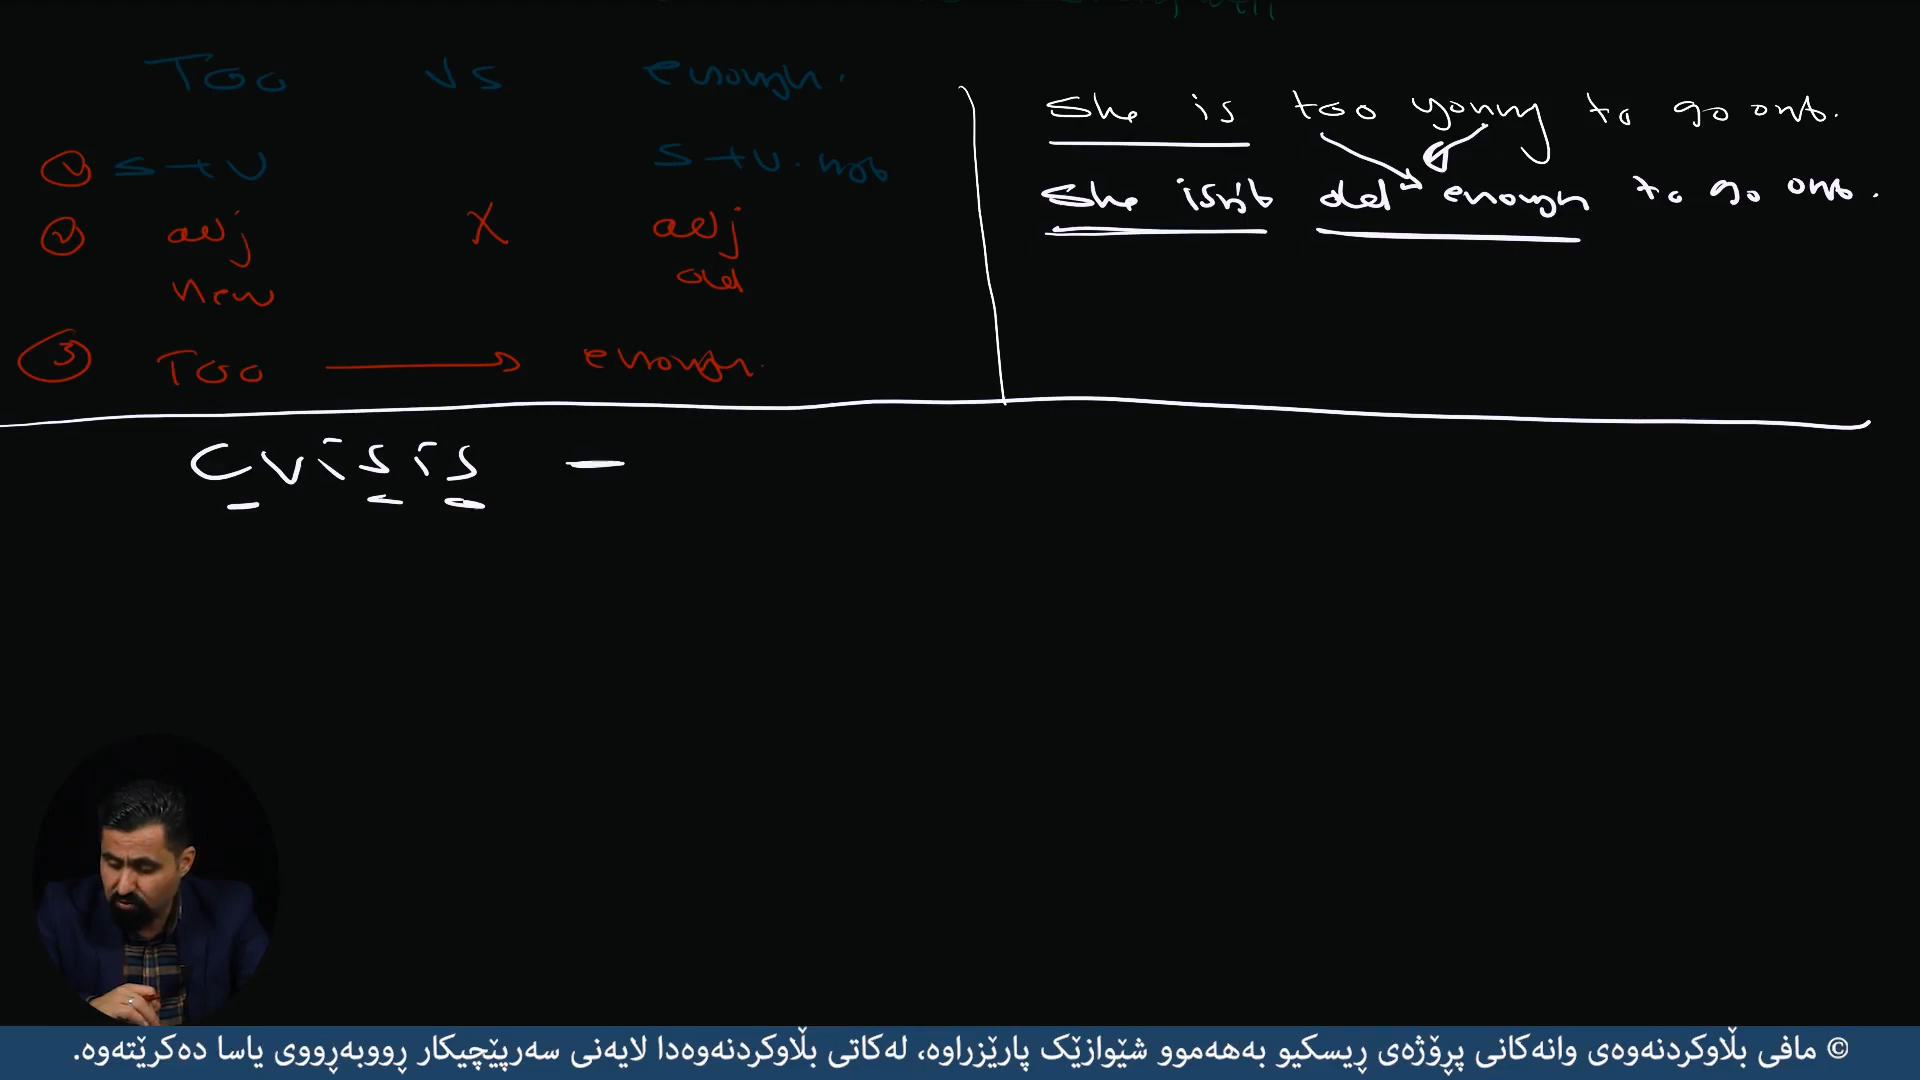 Too vs enough.
① S + V S + V. not
② adj X adj
new old
③ Too → enough.
She is too young to go out.
She isn't old enough to go out.
Crisis —
© مافی بڵاوکردنەوەی وانەکانی پڕۆژەی ڕیسکیو بەهەموو شێوازێک پارێزراوە، لەکاتی بڵاوکردنەوەدا لایەنی سەرپێچیکار ڕووبەڕووی یاسا دەکرێتەوە.